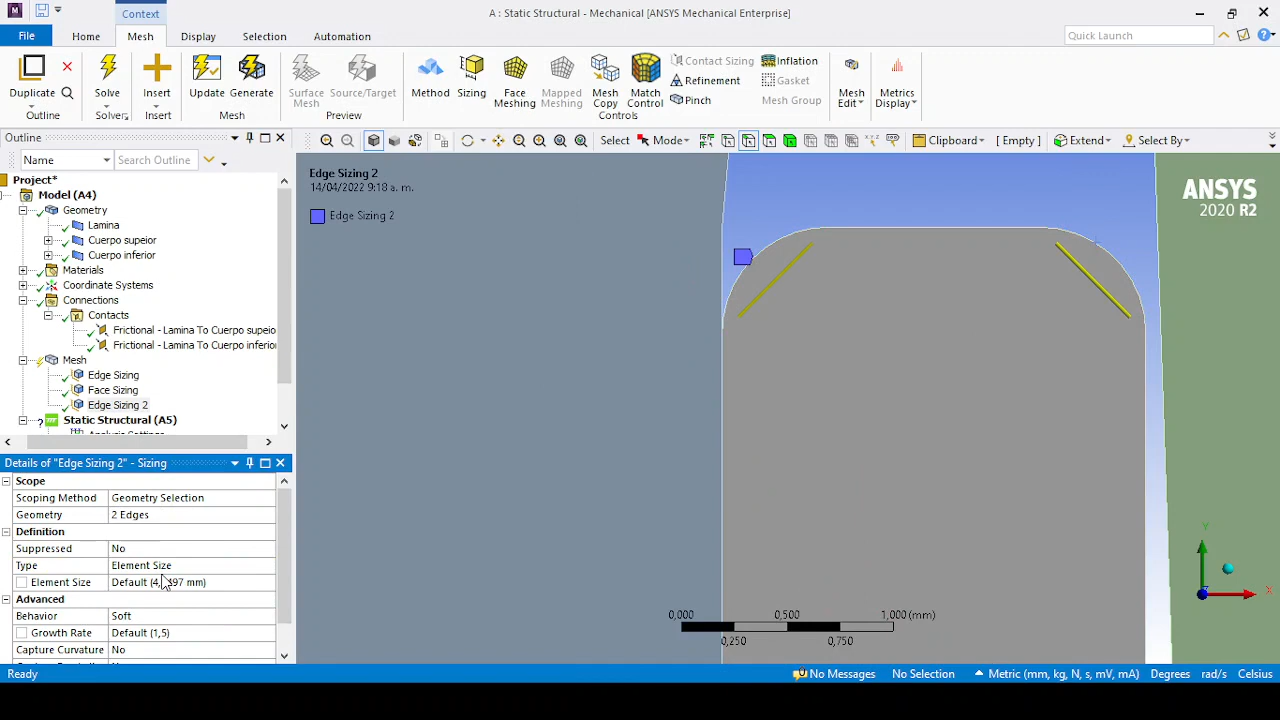 A : Static Structural - Mechanical [ANSYS Mechanical Enterprise]
Context
File Home Mesh Display Selection Automation
Quick Launch
Duplicate Solve Insert Update Generate Surface Mesh Source/Target Method Sizing Face Meshing Mapped Meshing Mesh Copy Match Control Contact Sizing Refinement Pinch Inflation Gasket Mesh Group Mesh Edit Metrics Display
Outline Solver Insert Mesh Preview Controls
Outline
Name Search Outline
Select Mode Clipboard [ Empty ] Extend Select By
Project*
Model (A4)
Geometry
Lamina
Cuerpo supeior
Cuerpo inferior
Materials
Coordinate Systems
Connections
Contacts
Frictional - Lamina To Cuerpo supeio
Frictional - Lamina To Cuerpo inferio
Mesh
Edge Sizing
Face Sizing
Edge Sizing 2
Static Structural (A5)
Details of "Edge Sizing 2" - Sizing
Scope
Scoping Method Geometry Selection
Geometry 2 Edges
Definition
Suppressed No
Type Element Size
Element Size Default (4, 397 mm)
Advanced
Behavior Soft
Growth Rate Default (1,5)
Capture Curvature No
Edge Sizing 2
14/04/2022 9:18 a. m.
Edge Sizing 2
ANSYS
2020 R2
0,000 0,500 1,000 (mm)
0,250 0,750
Y
X
Ready No Messages No Selection Metric (mm, kg, N, s, mV, mA) Degrees rad/s Celsius